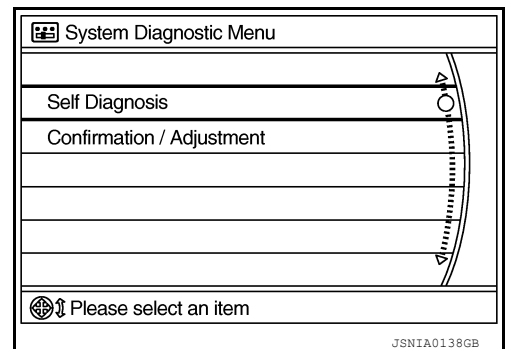 System Diagnostic Menu
Self Diagnosis
Confirmation / Adjustment
Please select an item
JSNIA0138GB